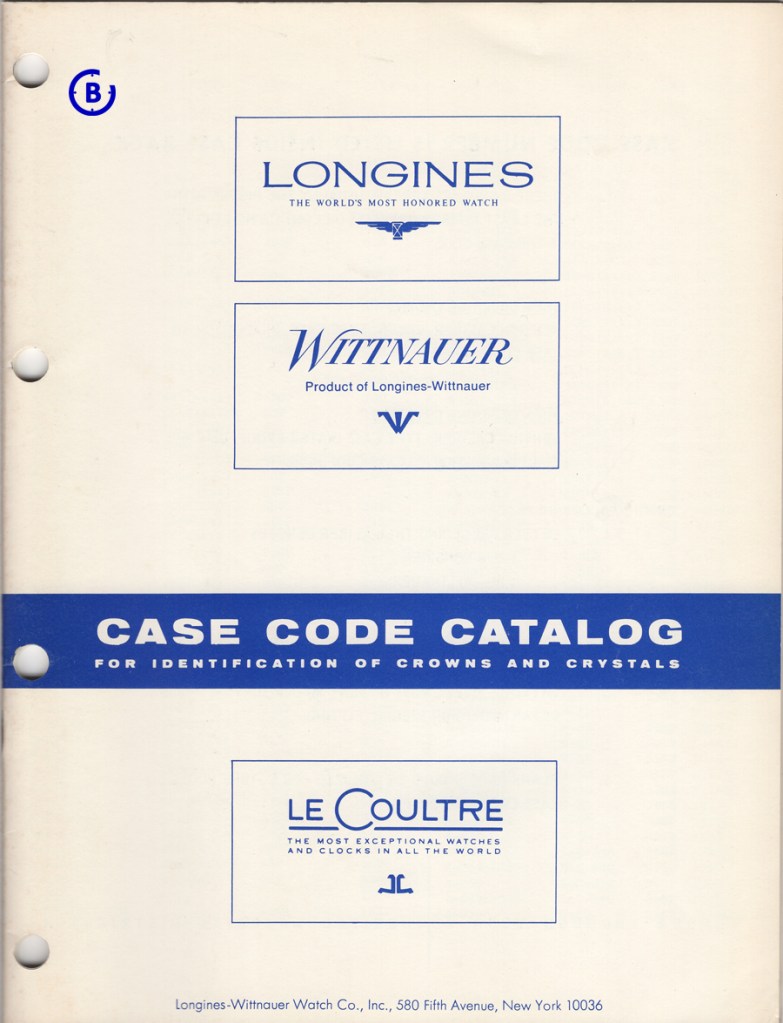 B
LONGINES
THE WORLD'S MOST HONORED WATCH
WITTNAUER
Product of Longines-Wittnauer
W
CASE CODE CATALOG
FOR IDENTIFICATION OF CROWNS AND CRYSTALS
LE COULTRE
THE MOST EXCEPTIONAL WATCHES
AND CLOCKS IN ALL THE WORLD
Longines-Wittnauer Watch Co., Inc., 580 Fifth Avenue, New York 10036